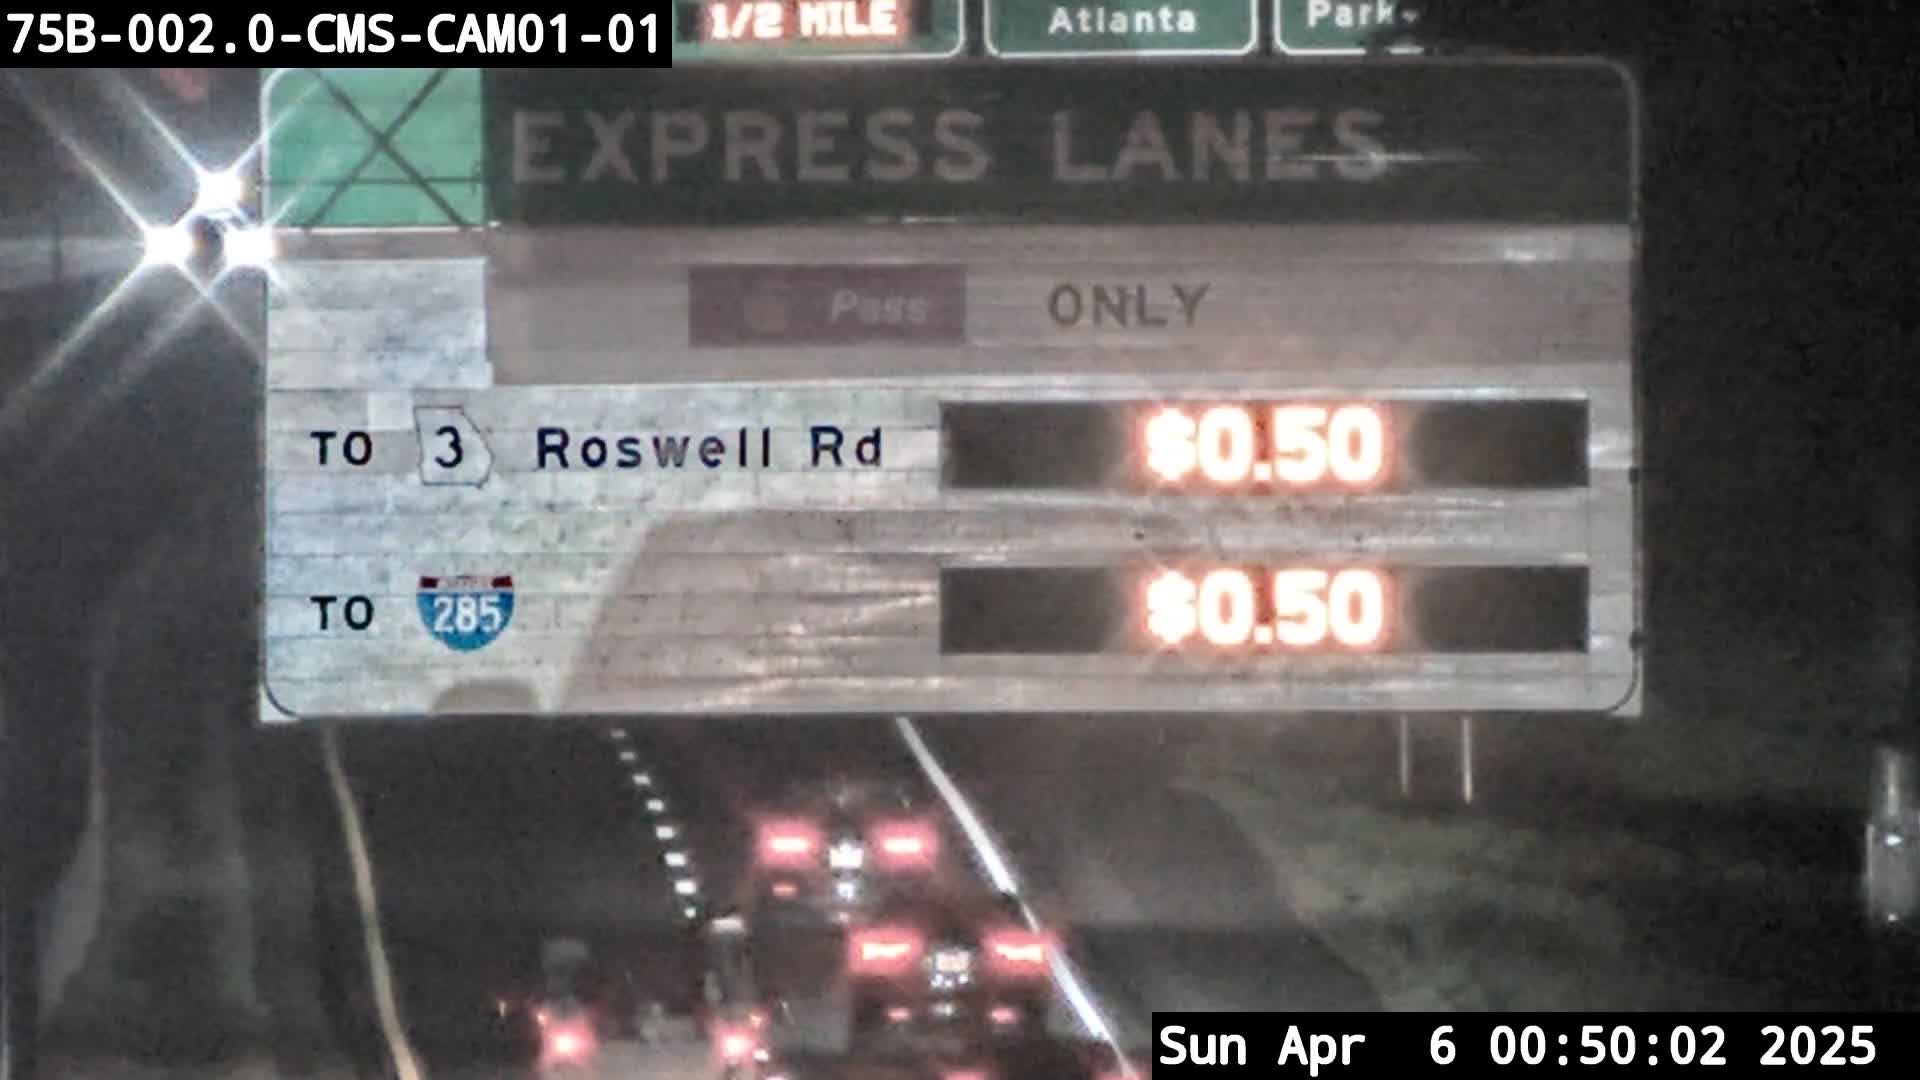 75B-002.0-CMS-CAM01-01
1/2 MILE
Atlanta
EXPRESS LANES
Pass ONLY
TO 3 Roswell Rd $0.50
TO 285 $0.50
Sun Apr 6 00:50:02 2025